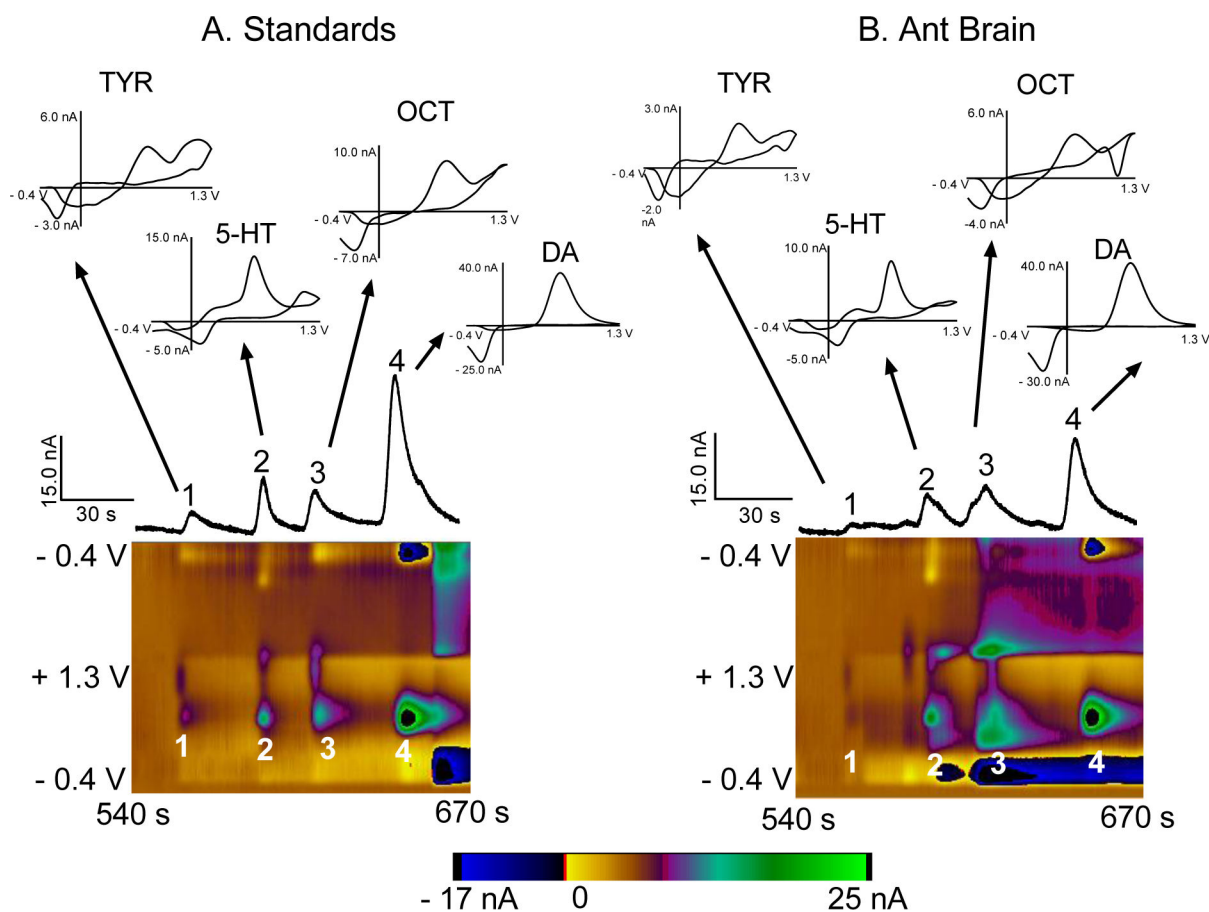 A. Standards
TYR
6.0 nA
- 0.4 V
1.3 V
- 3.0 nA
5-HT
15.0 nA
- 0.4 V
1.3 V
-5.0 nA
OCT
10.0 nA
- 0.4 V
1.3 V
- 7.0 nA
DA
40.0 nA
- 0.4 V
1.3 V
- 25.0 nA
15.0 nA
30 s
1
2
3
4
- 0.4 V
+ 1.3 V
- 0.4 V
1
2
3
4
540 s
670 s
B. Ant Brain
TYR
3.0 nA
- 0.4
V
1.3 V
-2.0
nA
5-HT
10.0 nA
- 0.4 V
1.3 V
-5.0 nA
OCT
6.0 nA
- 0.4 V
1.3 V
-4.0 nA
DA
40.0 nA
- 0.4 V
1.3 V
- 30.0 nA
15.0 nA
30 s
1
2
3
4
- 0.4 V
+ 1.3 V
- 0.4 V
1
2
3
4
540 s
670 s
- 17 nA
0
25 nA